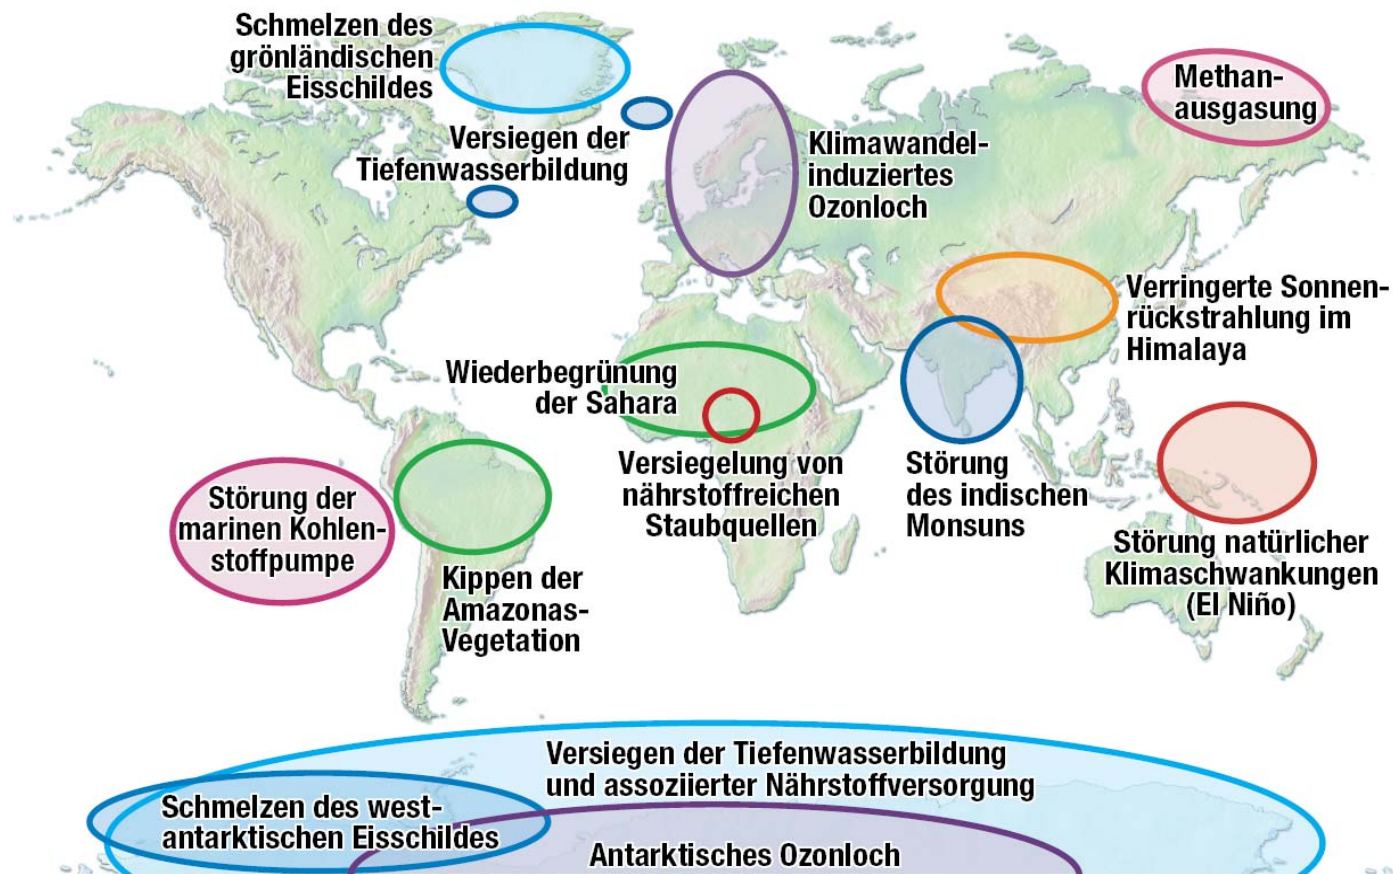 Schmelzen des
grönländischen
Eisschildes
Versiegen der
Tiefenwasserbildung
Klimawandel-
induziertes
Ozonloch
Methan-
ausgasung
Verringerte Sonnen-
rückstrahlung im
Himalaya
Wiederbegrünung
der Sahara
Versiegelung von
nährstoffreichen
Staubquellen
Störung
des indischen
Monsuns
Störung der
marinen Kohlen-
stoffpumpe
Kippen der
Amazonas-
Vegetation
Störung natürlicher
Klimaschwankungen
(El Niño)
Versiegen der Tiefenwasserbildung
und assoziierter Nährstoffversorgung
Schmelzen des west-
antarktischen Eisschildes
Antarktisches Ozonloch